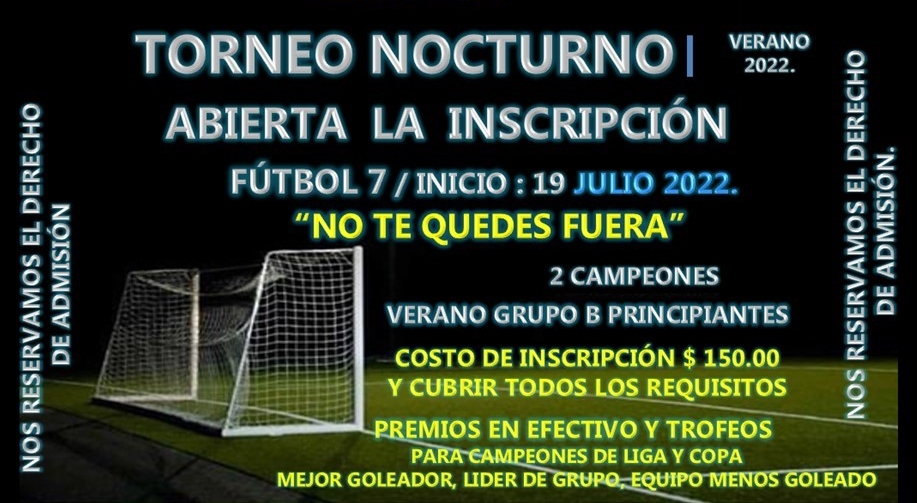 TORNEO NOCTURNO
VERANO
2022.
ABIERTA LA INSCRIPCIÓN
FÚTBOL 7 / INICIO : 19 JULIO 2022.
“NO TE QUEDES FUERA”
2 CAMPEONES
VERANO GRUPO B PRINCIPIANTES
COSTO DE INSCRIPCIÓN $ 150.00
Y CUBRIR TODOS LOS REQUISITOS
PREMIOS EN EFECTIVO Y TROFEOS
PARA CAMPEONES DE LIGA Y COPA
MEJOR GOLEADOR, LIDER DE GRUPO, EQUIPO MENOS GOLEADO
NOS RESERVAMOS EL DERECHO
DE ADMISIÓN
NOS RESERVAMOS EL DERECHO
DE ADMISIÓN.